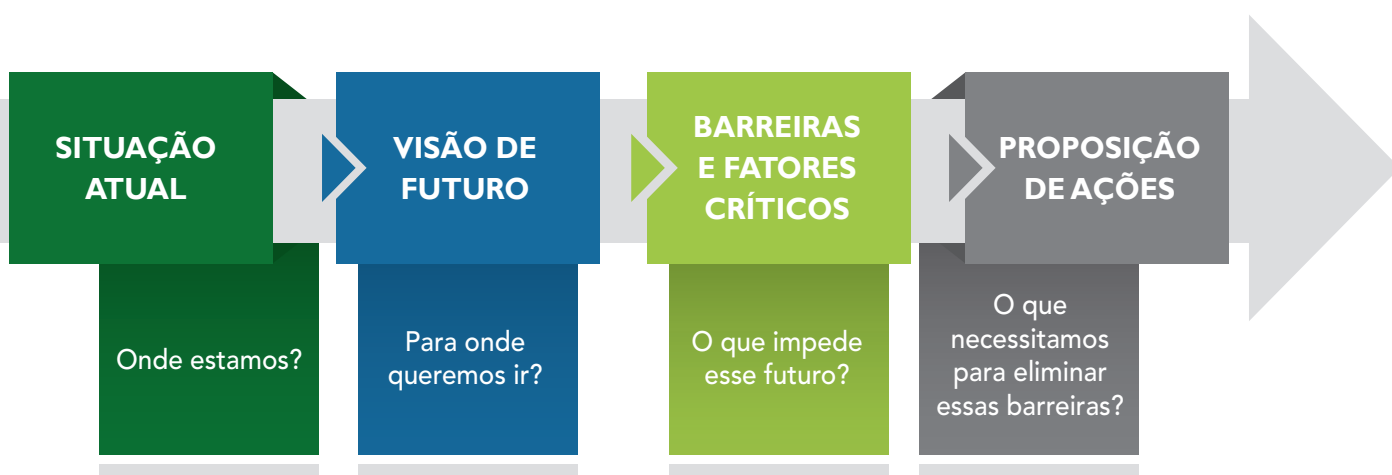 SITUAÇÃO
ATUAL
VISÃO DE
FUTURO
BARREIRAS
E FATORES
CRÍTICOS
PROPOSIÇÃO
DE AÇÕES
Onde estamos?
Para onde
queremos ir?
O que impede
esse futuro?
O que
necessitamos
para eliminar
essas barreiras?